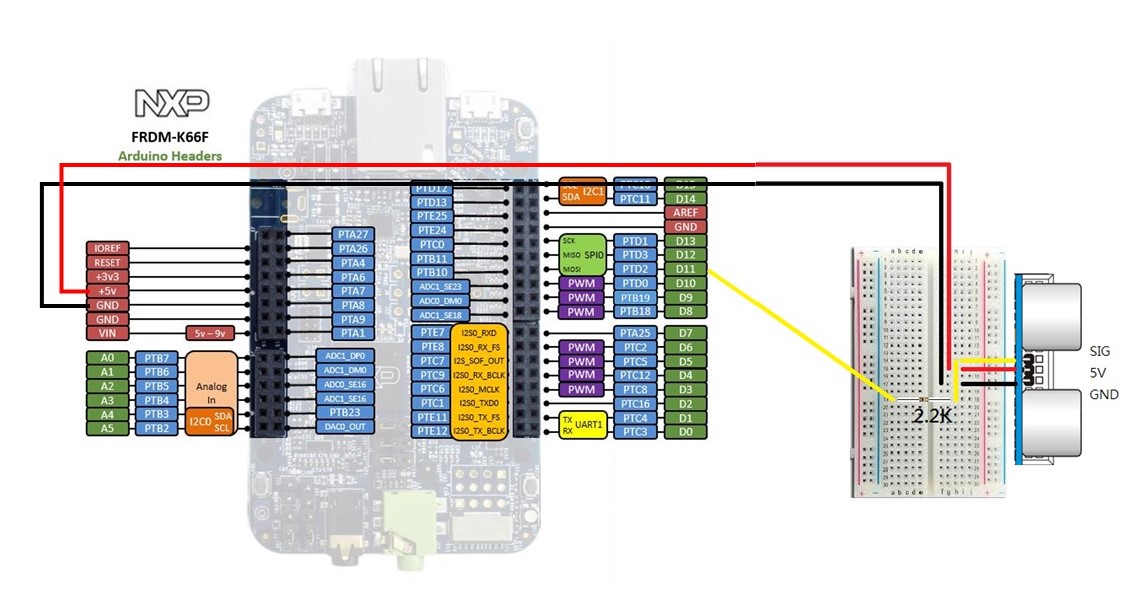 NXP
FRDM-K66F
Arduino Headers
IOREF
RESET
+3v3
+5v
GND
GND
VIN
5v – 9v
PTA27
PTA26
PTA4
PTA6
PTA7
PTA8
PTA9
PTA1
A0 PTB7
A1 PTB6
A2 PTB5
A3 PTB4
A4 PTB3
A5 PTB2
Analog
In
I2C0
SDA
SCL
ADC1_DP0
ADC1_DM0
ADC0_SE16
ADC1_SE16
PTB23
DAC0_OUT
PTD12
PTD13
PTE25
PTE24
PTC0
PTB11
PTB10
ADC1_SE23
ADC0_DM0
ADC1_SE18
PTE7 I2S0_RXD
PTE8 I2S0_RX_FS
PTC7 I2S_SOF_OUT
PTC9 I2S0_RX_BCLK
PTC6 I2S0_MCLK
PTC1 I2S0_TXD0
PTE11 I2S0_TX_FS
PTE12 I2S0_TX_BCLK
SDA I2C1 PTC11 D14
AREF
GND
SCK PTD1 D13
MISO SPI0 PTD3 D12
MOSI PTD2 D11
PWM PTD0 D10
PWM PTB19 D9
PWM PTB18 D8
PTA25 D7
PWM PTC2 D6
PWM PTC5 D5
PWM PTC12 D4
PWM PTC8 D3
PTC16 D2
TX UART1 PTC4 D1
RX PTC3 D0
a b c d e f g h i j
2.2K
a b c d e f g h i j
SIG
5V
GND